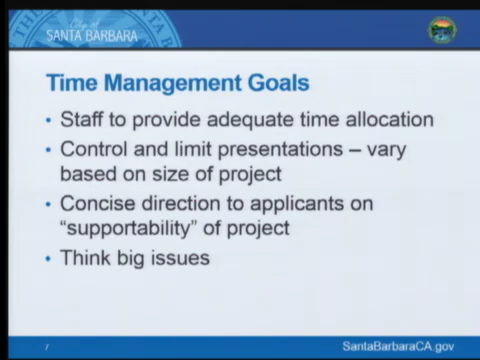 City of
SANTA BARBARA
Time Management Goals
• Staff to provide adequate time allocation
• Control and limit presentations – vary
based on size of project
• Concise direction to applicants on
“supportability” of project
• Think big issues
SantaBarbaraCA.gov